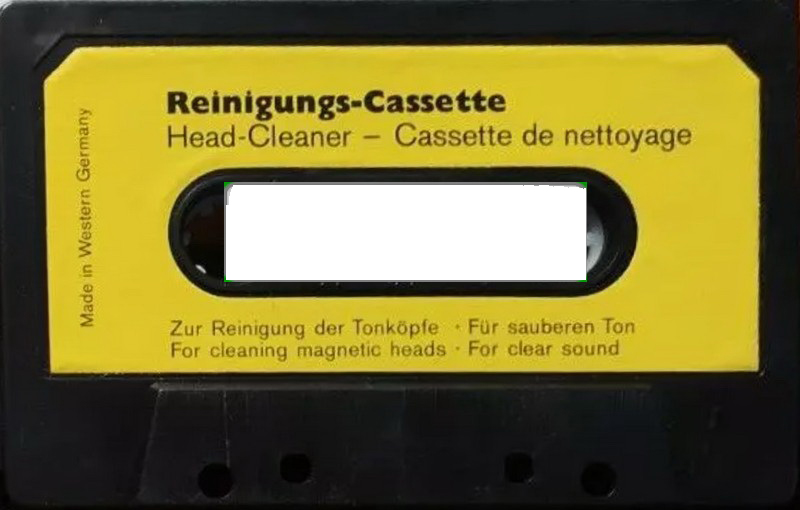 Reinigungs-Cassette
Head-Cleaner – Cassette de nettoyage
Made in Western Germany
Zur Reinigung der Tonköpfe · Für sauberen Ton
For cleaning magnetic heads · For clear sound